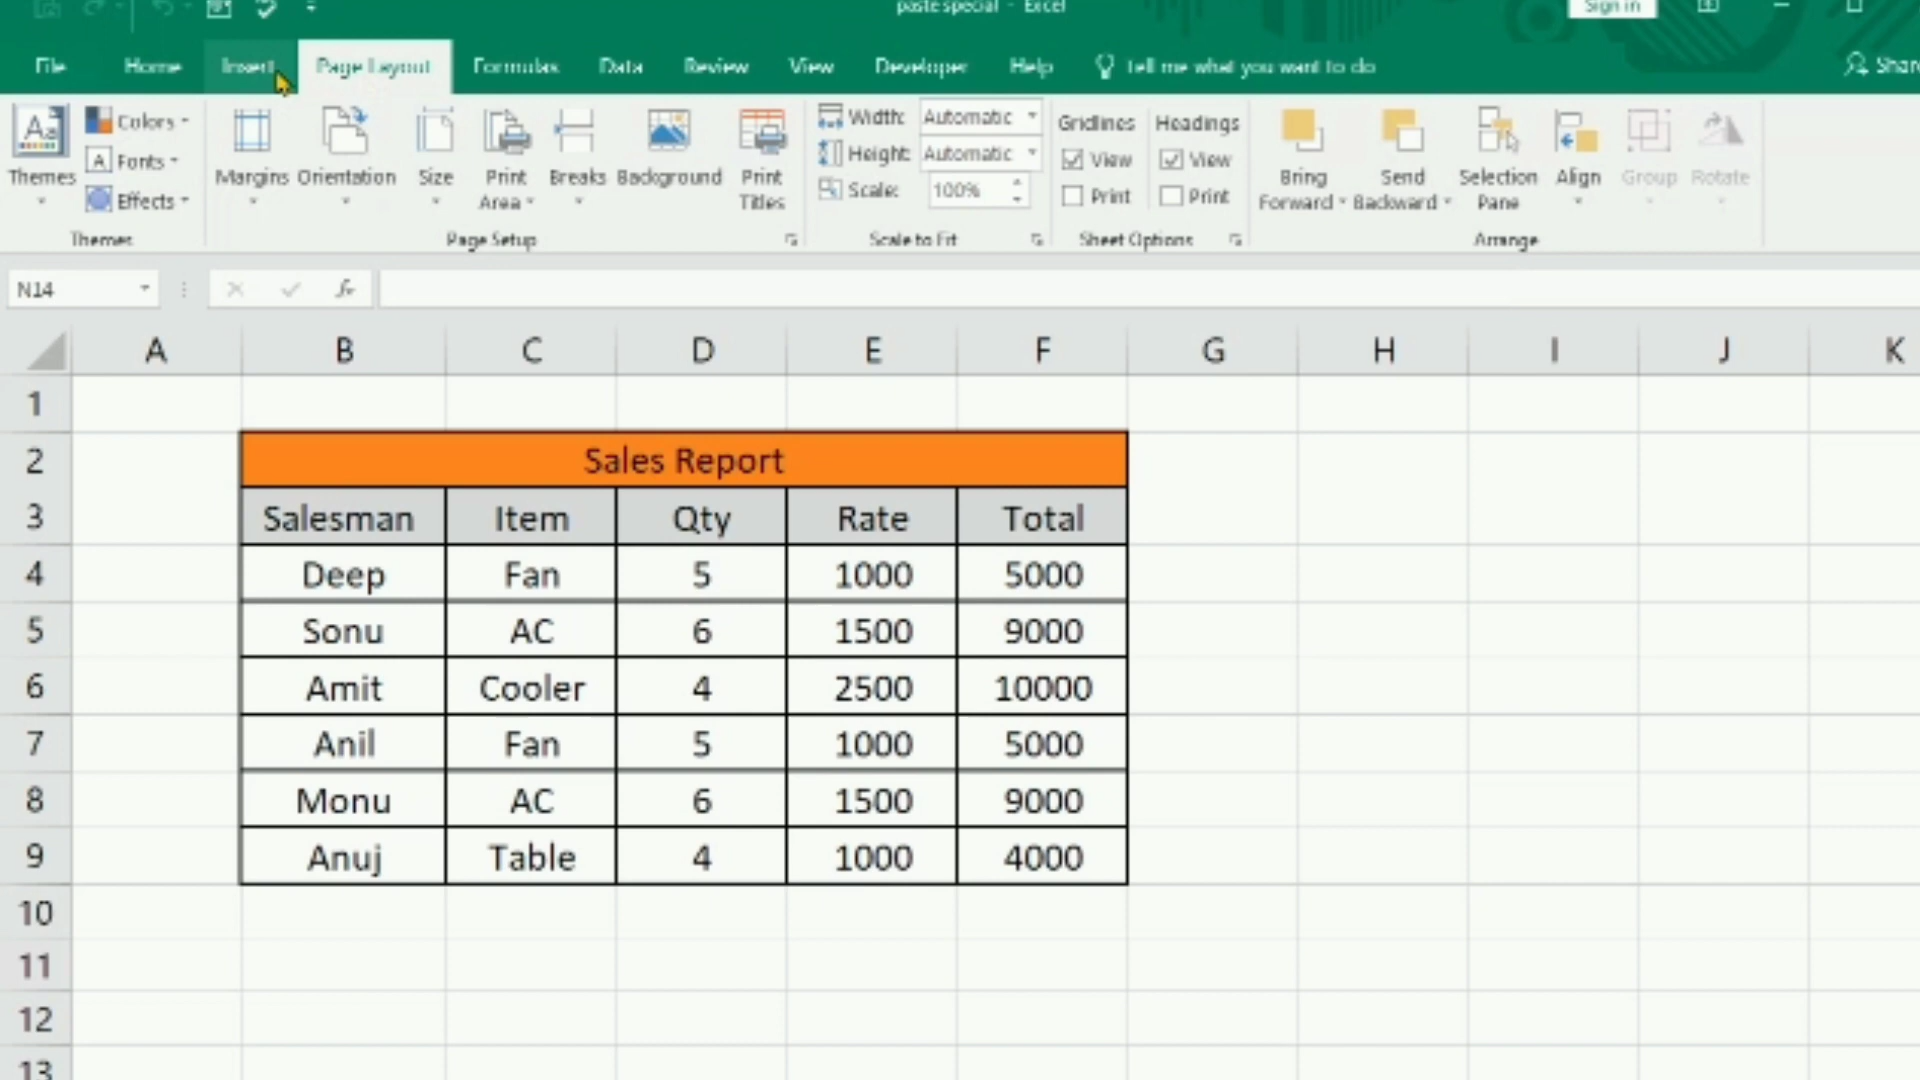 paste special - Excel
Sign in
File Home Insert Page Layout Formulas Data Review View Developer Help Tell me what you want to do Share
Aa Colors Width: Automatic Gridlines Headings
A Fonts Height: Automatic View View
Themes Effects Margins Orientation Size Print Area Breaks Background Print Titles Scale: 100% Print Print Bring Forward Send Backward Selection Pane Align Group Rotate
Themes Page Setup Scale to Fit Sheet Options Arrange
N14 fx
A B C D E F G H I J K
1
2 Sales Report
3 Salesman Item Qty Rate Total
4 Deep Fan 5 1000 5000
5 Sonu AC 6 1500 9000
6 Amit Cooler 4 2500 10000
7 Anil Fan 5 1000 5000
8 Monu AC 6 1500 9000
9 Anuj Table 4 1000 4000
10
11
12
13